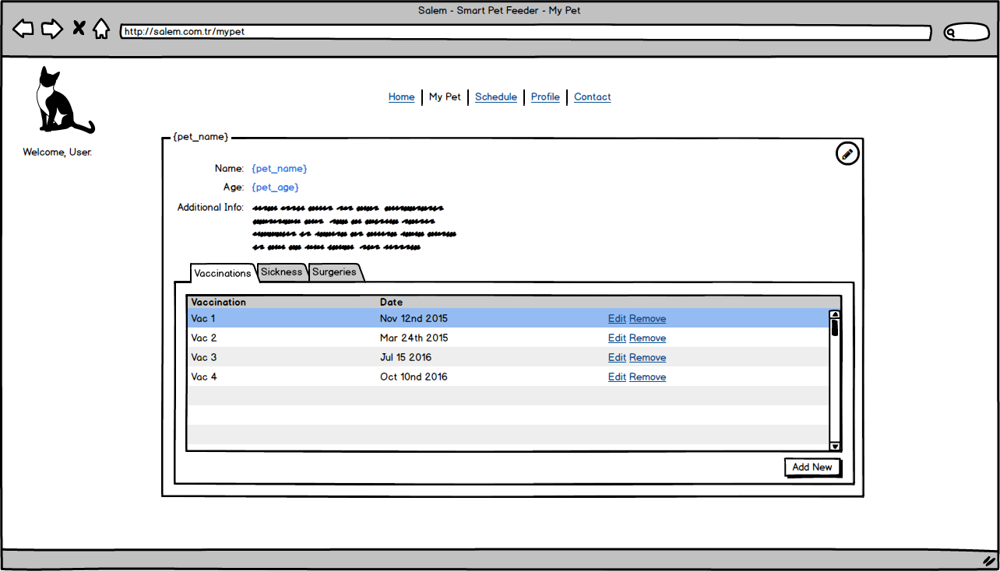 Salem - Smart Pet Feeder - My Pet
http://salem.com.tr/mypet
Home My Pet Schedule Profile Contact
Welcome, User.
{pet_name}
Name: {pet_name}
Age: {pet_age}
Additional Info:
Vaccinations Sickness Surgeries
Vaccination Date
Vac 1 Nov 12nd 2015 Edit Remove
Vac 2 Mar 24th 2015 Edit Remove
Vac 3 Jul 15 2016 Edit Remove
Vac 4 Oct 10nd 2016 Edit Remove
Add New